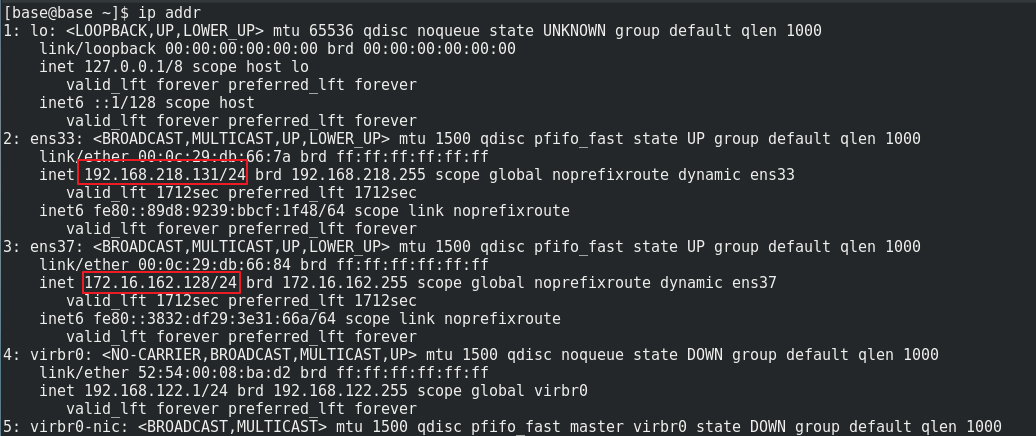 [base@base ~]$ ip addr
1: lo: <LOOPBACK,UP,LOWER_UP> mtu 65536 qdisc noqueue state UNKNOWN group default qlen 1000
    link/loopback 00:00:00:00:00:00 brd 00:00:00:00:00:00
    inet 127.0.0.1/8 scope host lo
       valid_lft forever preferred_lft forever
    inet6 ::1/128 scope host
       valid_lft forever preferred_lft forever
2: ens33: <BROADCAST,MULTICAST,UP,LOWER_UP> mtu 1500 qdisc pfifo_fast state UP group default qlen 1000
    link/ether 00:0c:29:db:66:7a brd ff:ff:ff:ff:ff:ff
    inet 192.168.218.131/24 brd 192.168.218.255 scope global noprefixroute dynamic ens33
       valid_lft 1712sec preferred_lft 1712sec
    inet6 fe80::89d8:9239:bbcf:1f48/64 scope link noprefixroute
       valid_lft forever preferred_lft forever
3: ens37: <BROADCAST,MULTICAST,UP,LOWER_UP> mtu 1500 qdisc pfifo_fast state UP group default qlen 1000
    link/ether 00:0c:29:db:66:84 brd ff:ff:ff:ff:ff:ff
    inet 172.16.162.128/24 brd 172.16.162.255 scope global noprefixroute dynamic ens37
       valid_lft 1712sec preferred_lft 1712sec
    inet6 fe80::3832:df29:3e31:66a/64 scope link noprefixroute
       valid_lft forever preferred_lft forever
4: virbr0: <NO-CARRIER,BROADCAST,MULTICAST,UP> mtu 1500 qdisc noqueue state DOWN group default qlen 1000
    link/ether 52:54:00:08:ba:d2 brd ff:ff:ff:ff:ff:ff
    inet 192.168.122.1/24 brd 192.168.122.255 scope global virbr0
       valid_lft forever preferred_lft forever
5: virbr0-nic: <BROADCAST,MULTICAST> mtu 1500 qdisc pfifo_fast master virbr0 state DOWN group default qlen 1000